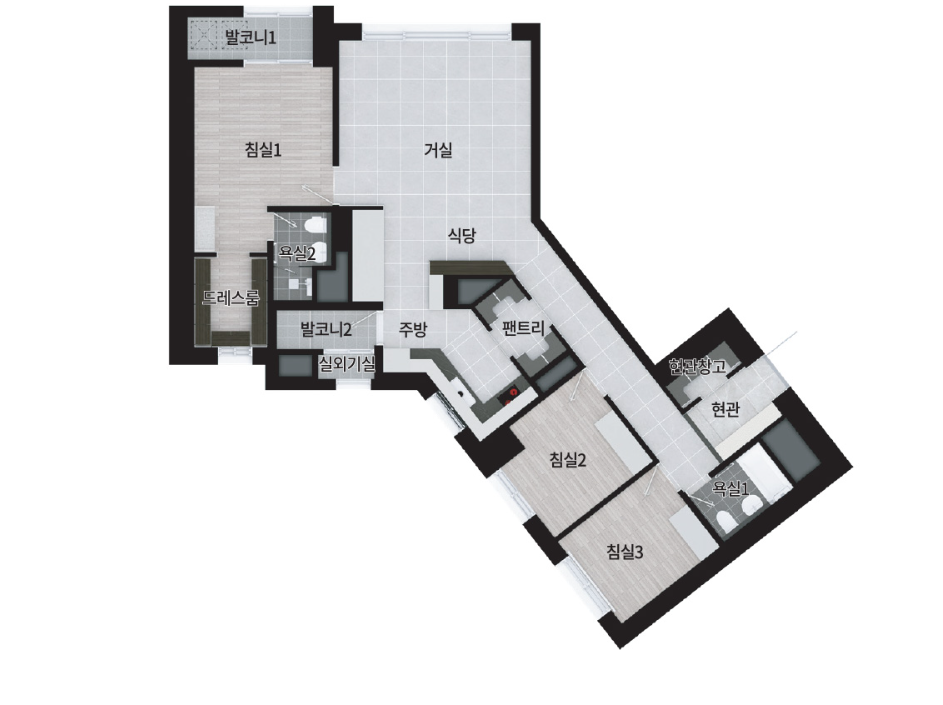 발코니1
침실1
거실
식당
욕실2
드레스룸
발코니2
주방
팬트리
실외기실
현관창고
현관
침실2
욕실1
침실3